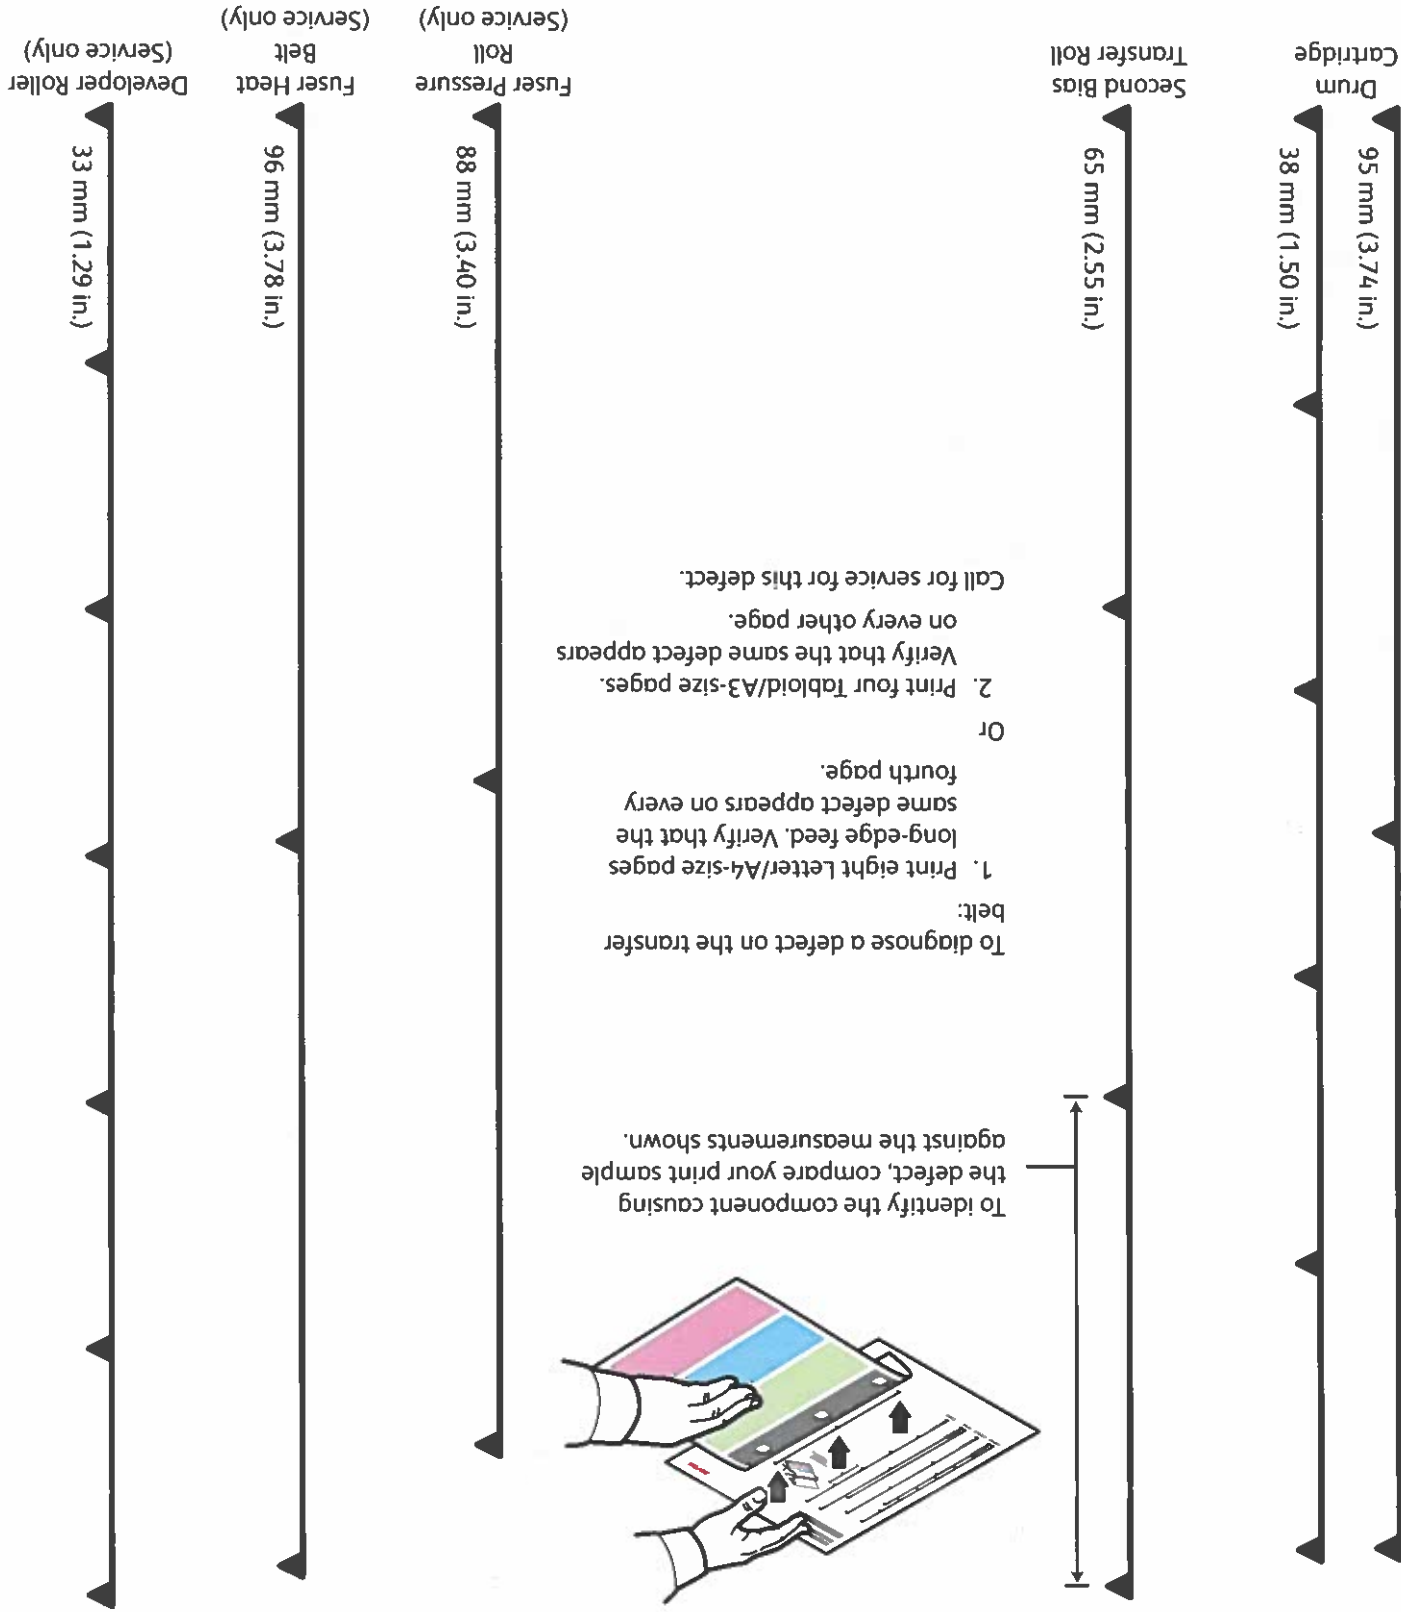 To identify the component causing
the defect, compare your print sample
against the measurements shown.
To diagnose a defect on the transfer
belt:
1. Print eight Letter/A4-size pages
long-edge feed. Verify that the
same defect appears on every
fourth page.
Or
2. Print four Tabloid/A3-size pages.
Verify that the same defect appears
on every other page.
Call for service for this defect.
95 mm (3.74 in.)
38 mm (1.50 in.)
Drum
Cartridge
65 mm (2.55 in.)
Second Bias
Transfer Roll
88 mm (3.40 in.)
Fuser Pressure
Roll
(Service only)
96 mm (3.78 in.)
Fuser Heat
Belt
(Service only)
33 mm (1.29 in.)
Developer Roller
(Service only)